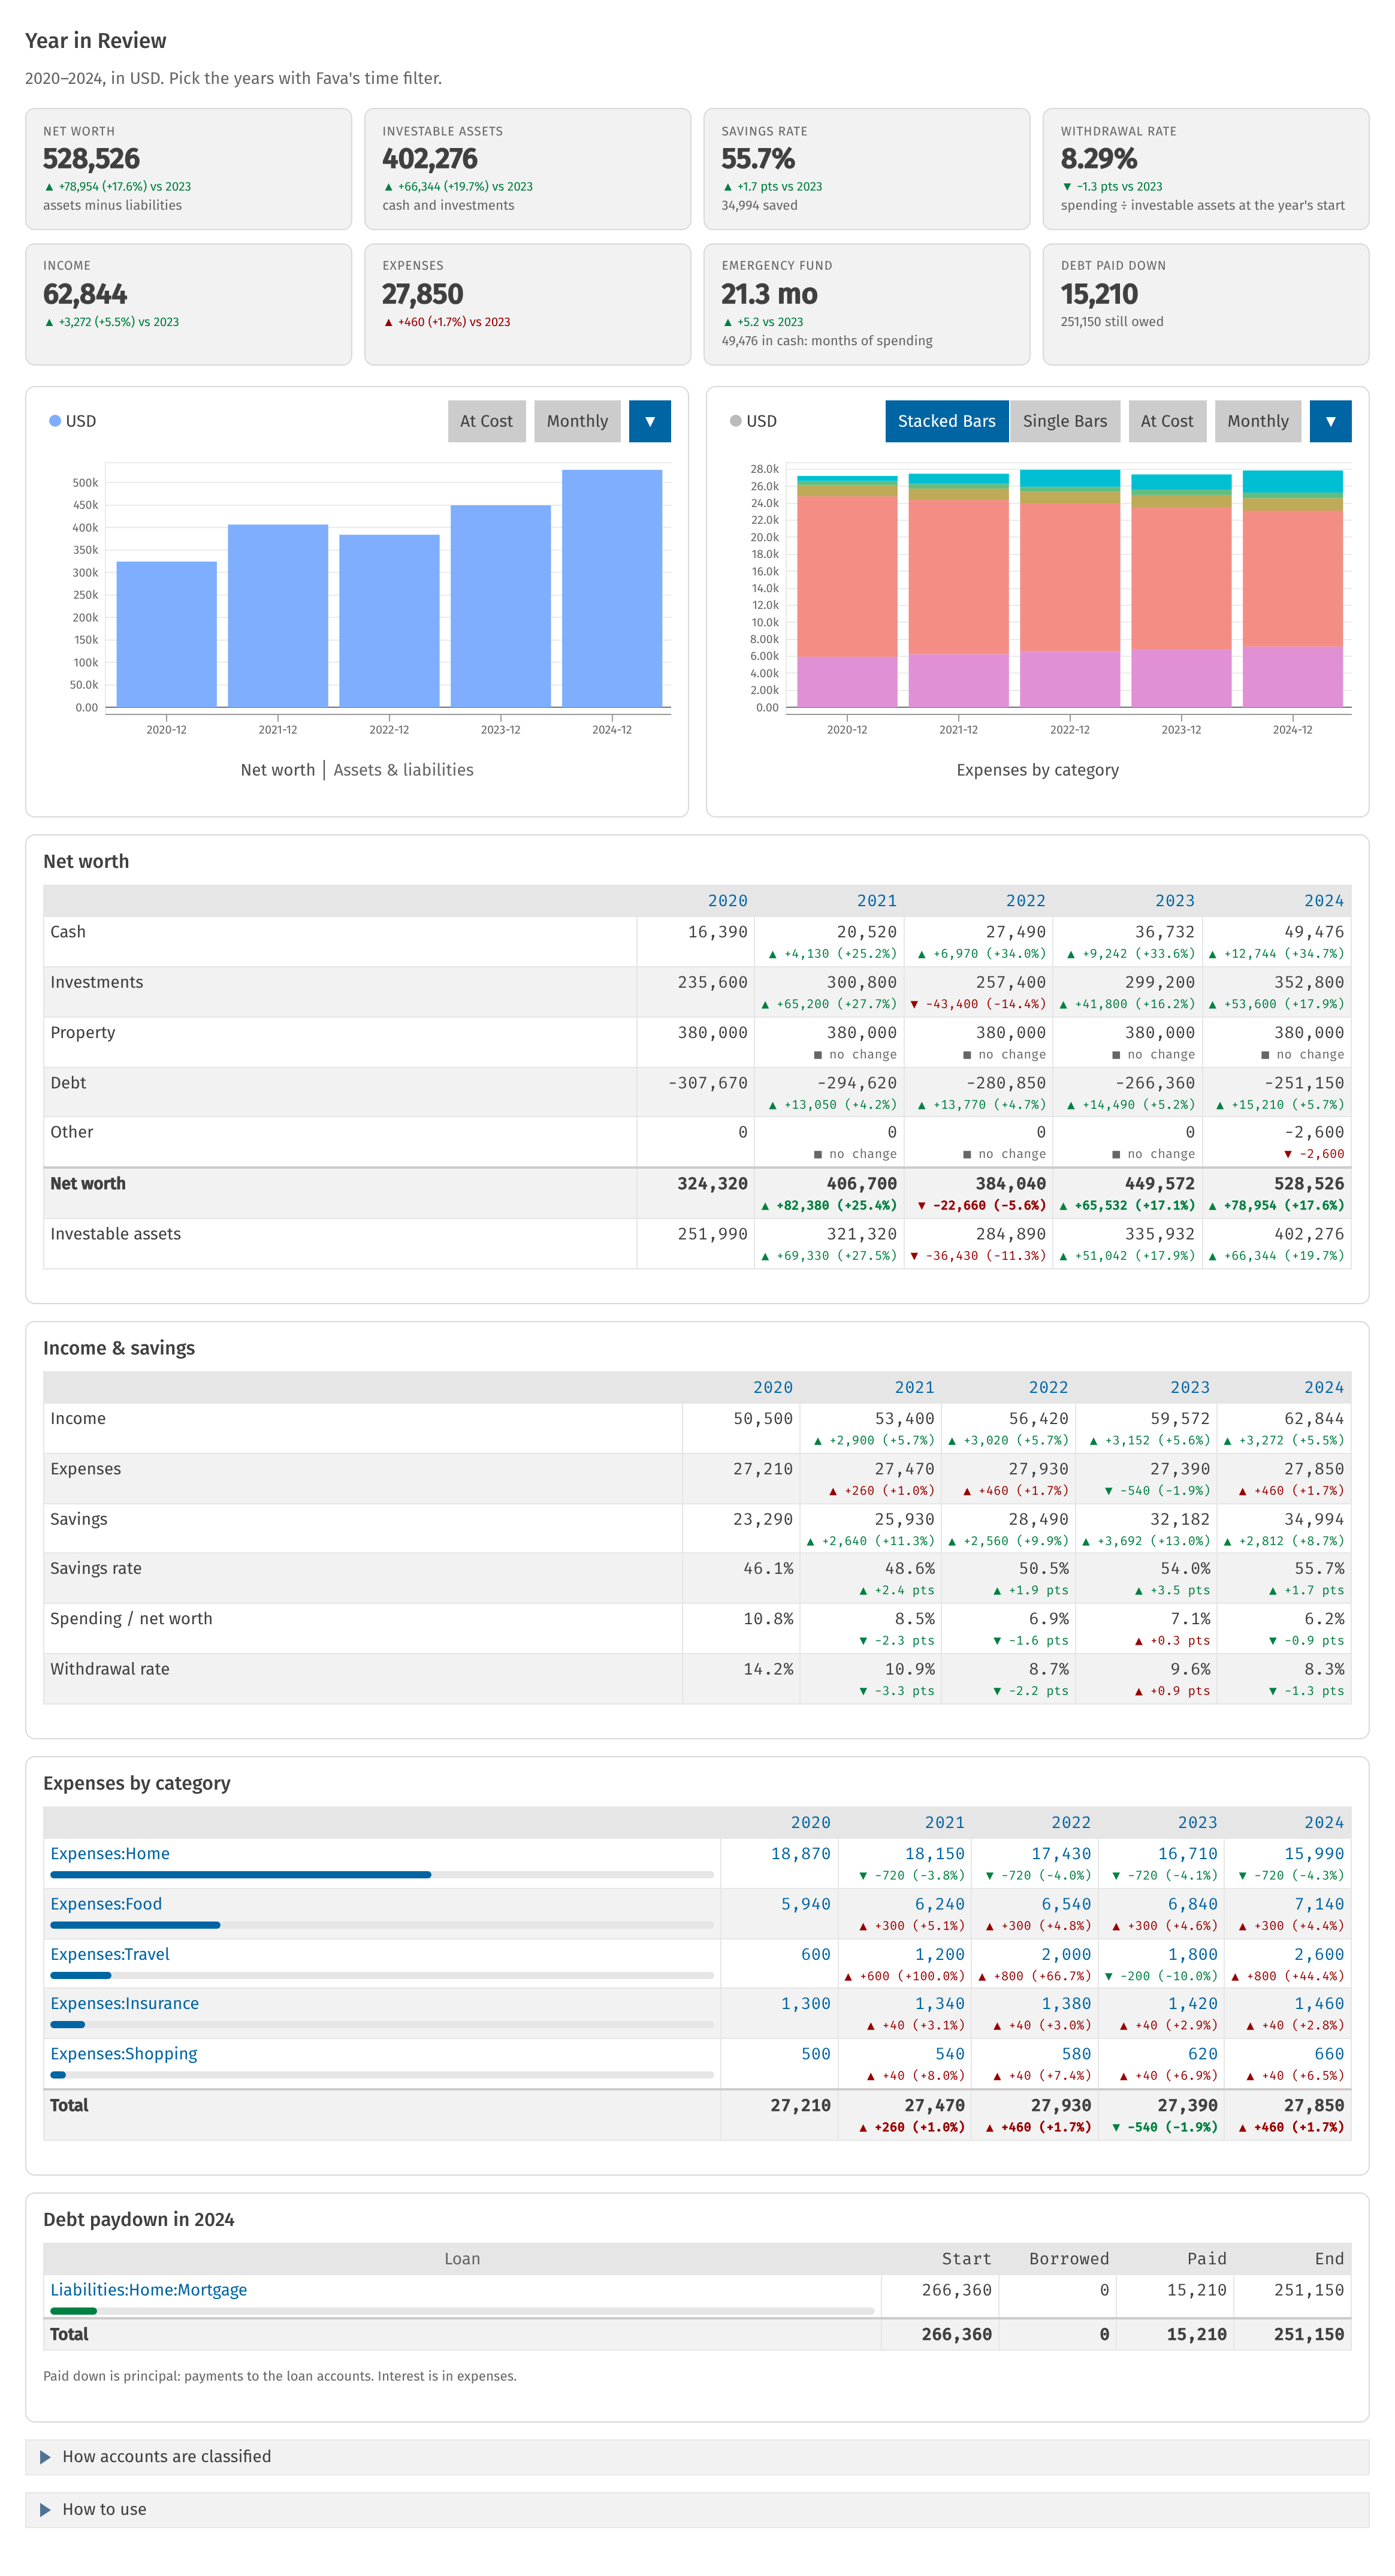 Year in Review
2020–2024, in USD. Pick the years with Fava's time filter.
NET WORTH
528,526
▲ +78,954 (+17.6%) vs 2023
assets minus liabilities
INVESTABLE ASSETS
402,276
▲ +66,344 (+19.7%) vs 2023
cash and investments
SAVINGS RATE
55.7%
▲ +1.7 pts vs 2023
34,994 saved
WITHDRAWAL RATE
8.29%
▼ −1.3 pts vs 2023
spending ÷ investable assets at the year's start
INCOME
62,844
▲ +3,272 (+5.5%) vs 2023
EXPENSES
27,850
▲ +460 (+1.7%) vs 2023
EMERGENCY FUND
21.3 mo
▲ +5.2 vs 2023
49,476 in cash: months of spending
DEBT PAID DOWN
15,210
251,150 still owed
USD At Cost Monthly ▼
500k
450k
400k
350k
300k
250k
200k
150k
100k
50.0k
0.00
2020-12 2021-12 2022-12 2023-12 2024-12
Net worth | Assets & liabilities
USD Stacked Bars Single Bars At Cost Monthly ▼
28.0k
26.0k
24.0k
22.0k
20.0k
18.0k
16.0k
14.0k
12.0k
10.0k
8.00k
6.00k
4.00k
2.00k
0.00
2020-12 2021-12 2022-12 2023-12 2024-12
Expenses by category
Net worth
2020 2021 2022 2023 2024
Cash 16,390 20,520 27,490 36,732 49,476
▲ +4,130 (+25.2%) ▲ +6,970 (+34.0%) ▲ +9,242 (+33.6%) ▲ +12,744 (+34.7%)
Investments 235,600 300,800 257,400 299,200 352,800
▲ +65,200 (+27.7%) ▼ -43,400 (-14.4%) ▲ +41,800 (+16.2%) ▲ +53,600 (+17.9%)
Property 380,000 380,000 380,000 380,000 380,000
■ no change ■ no change ■ no change ■ no change
Debt -307,670 -294,620 -280,850 -266,360 -251,150
▲ +13,050 (+4.2%) ▲ +13,770 (+4.7%) ▲ +14,490 (+5.2%) ▲ +15,210 (+5.7%)
Other 0 0 0 0 -2,600
■ no change ■ no change ■ no change ▼ -2,600
Net worth 324,320 406,700 384,040 449,572 528,526
▲ +82,380 (+25.4%) ▼ -22,660 (-5.6%) ▲ +65,532 (+17.1%) ▲ +78,954 (+17.6%)
Investable assets 251,990 321,320 284,890 335,932 402,276
▲ +69,330 (+27.5%) ▼ -36,430 (-11.3%) ▲ +51,042 (+17.9%) ▲ +66,344 (+19.7%)
Income & savings
2020 2021 2022 2023 2024
Income 50,500 53,400 56,420 59,572 62,844
▲ +2,900 (+5.7%) ▲ +3,020 (+5.7%) ▲ +3,152 (+5.6%) ▲ +3,272 (+5.5%)
Expenses 27,210 27,470 27,930 27,390 27,850
▲ +260 (+1.0%) ▲ +460 (+1.7%) ▼ -540 (-1.9%) ▲ +460 (+1.7%)
Savings 23,290 25,930 28,490 32,182 34,994
▲ +2,640 (+11.3%) ▲ +2,560 (+9.9%) ▲ +3,692 (+13.0%) ▲ +2,812 (+8.7%)
Savings rate 46.1% 48.6% 50.5% 54.0% 55.7%
▲ +2.4 pts ▲ +1.9 pts ▲ +3.5 pts ▲ +1.7 pts
Spending / net worth 10.8% 8.5% 6.9% 7.1% 6.2%
▼ -2.3 pts ▼ -1.6 pts ▲ +0.3 pts ▼ -0.9 pts
Withdrawal rate 14.2% 10.9% 8.7% 9.6% 8.3%
▼ -3.3 pts ▼ -2.2 pts ▲ +0.9 pts ▼ -1.3 pts
Expenses by category
2020 2021 2022 2023 2024
Expenses:Home 18,870 18,150 17,430 16,710 15,990
▼ -720 (-3.8%) ▼ -720 (-4.0%) ▼ -720 (-4.1%) ▼ -720 (-4.3%)
Expenses:Food 5,940 6,240 6,540 6,840 7,140
▲ +300 (+5.1%) ▲ +300 (+4.8%) ▲ +300 (+4.6%) ▲ +300 (+4.4%)
Expenses:Travel 600 1,200 2,000 1,800 2,600
▲ +600 (+100.0%) ▲ +800 (+66.7%) ▼ -200 (-10.0%) ▲ +800 (+44.4%)
Expenses:Insurance 1,300 1,340 1,380 1,420 1,460
▲ +40 (+3.1%) ▲ +40 (+3.0%) ▲ +40 (+2.9%) ▲ +40 (+2.8%)
Expenses:Shopping 500 540 580 620 660
▲ +40 (+8.0%) ▲ +40 (+7.4%) ▲ +40 (+6.9%) ▲ +40 (+6.5%)
Total 27,210 27,470 27,930 27,390 27,850
▲ +260 (+1.0%) ▲ +460 (+1.7%) ▼ -540 (-1.9%) ▲ +460 (+1.7%)
Debt paydown in 2024
Loan Start Borrowed Paid End
Liabilities:Home:Mortgage 266,360 0 15,210 251,150
Total 266,360 0 15,210 251,150
Paid down is principal: payments to the loan accounts. Interest is in expenses.
How accounts are classified
How to use